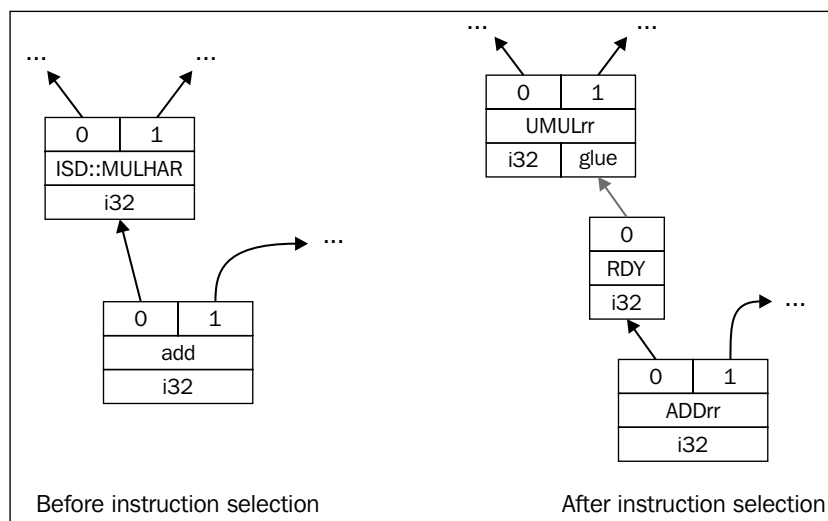 ... ...
0 1
ISD::MULHAR
i32
...
0 1
add
i32
Before instruction selection
... ...
0 1
UMULrr
i32 glue
0
RDY
i32
...
0 1
ADDrr
i32
After instruction selection